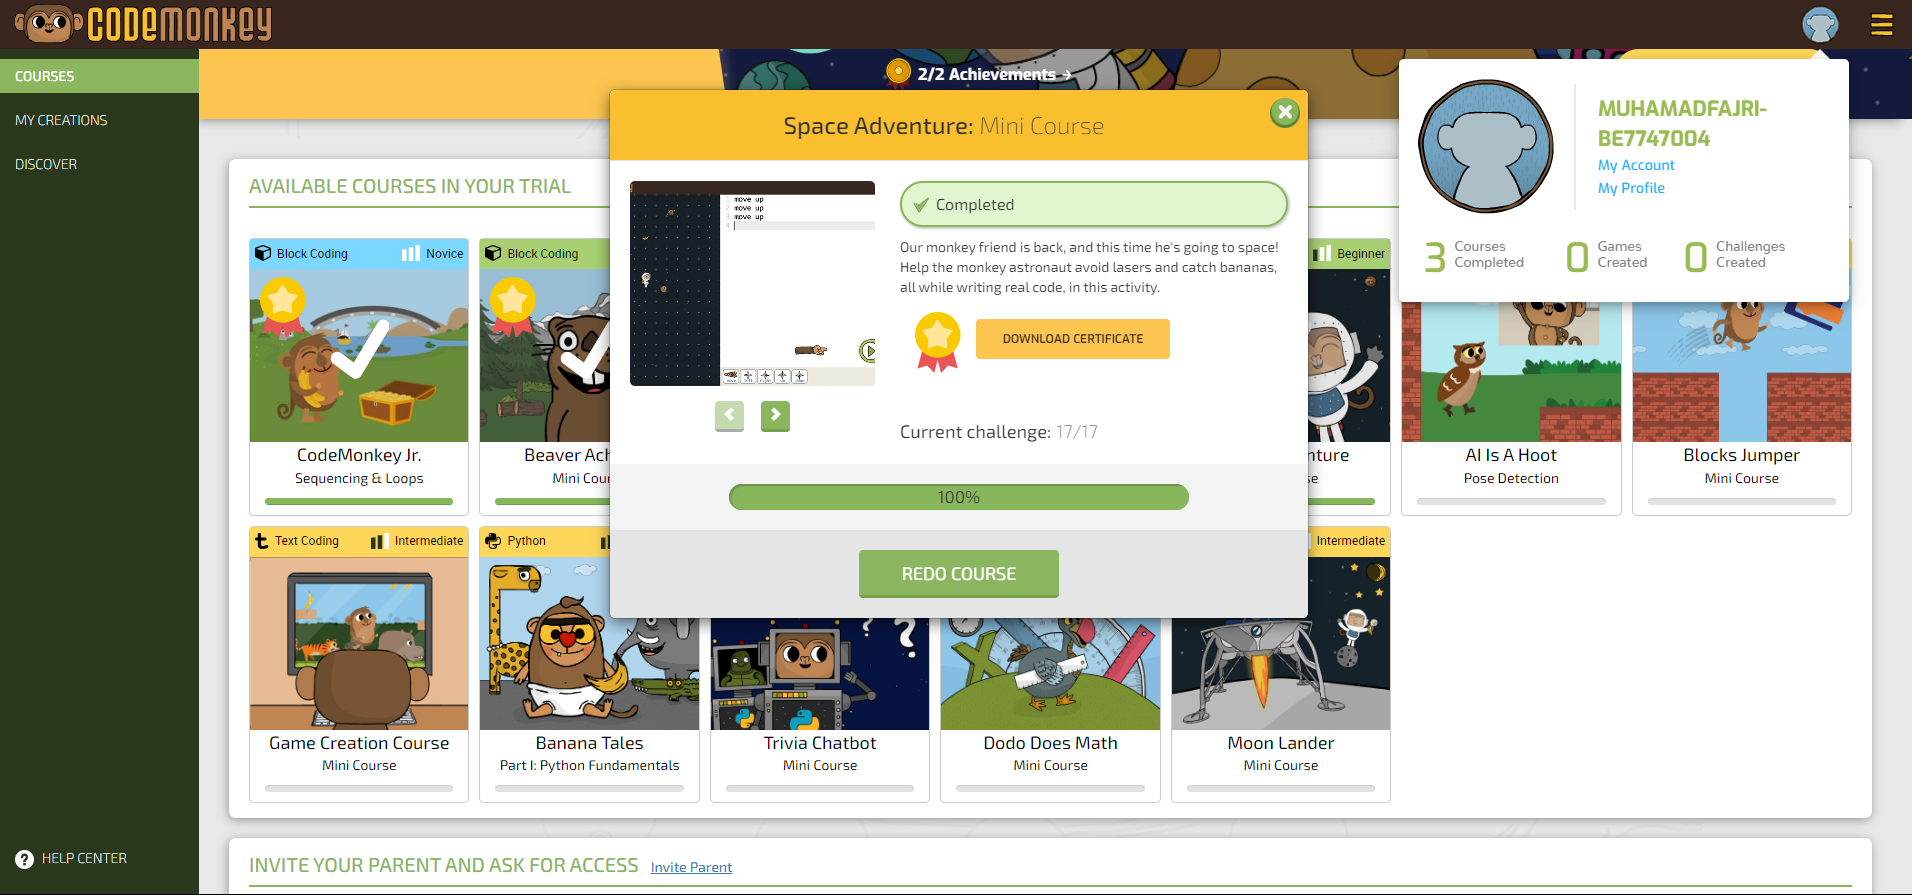 CODEMONKEY
COURSES
MY CREATIONS
DISCOVER
HELP CENTER
2/2 Achievements →
MUHAMADFAJRI-
BE7747004
My Account
My Profile
3 Courses Completed
0 Games Created
0 Challenges Created
AVAILABLE COURSES IN YOUR TRIAL
Space Adventure: Mini Course
move up
move up
move up
Completed
Our monkey friend is back, and this time he's going to space!
Help the monkey astronaut avoid lasers and catch bananas,
all while writing real code, in this activity.
DOWNLOAD CERTIFICATE
Current challenge: 17/17
100%
REDO COURSE
Block Coding Novice
CodeMonkey Jr.
Sequencing & Loops
Block Coding
Beaver Ach
Mini Cour
Beginner
nture
se
AI Is A Hoot
Pose Detection
Blocks Jumper
Mini Course
Text Coding Intermediate
Game Creation Course
Mini Course
Python
Banana Tales
Part I: Python Fundamentals
Trivia Chatbot
Mini Course
Dodo Does Math
Mini Course
Intermediate
Moon Lander
Mini Course
INVITE YOUR PARENT AND ASK FOR ACCESS Invite Parent